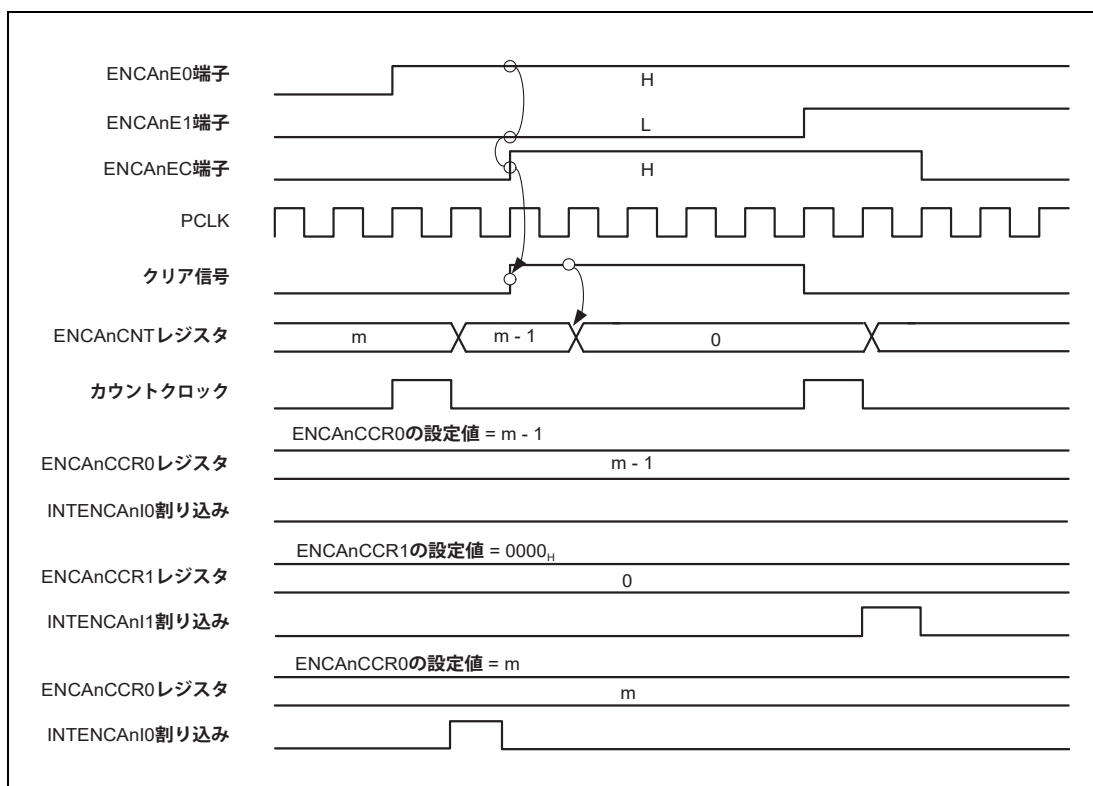 ENCAnE0端子
H
ENCAnE1端子
L
ENCAnEC端子
H
PCLK
クリア信号
ENCAnCNTレジスタ
m
m - 1
0
カウントクロック
ENCAnCCR0の設定値 = m - 1
ENCAnCCR0レジスタ
m - 1
INTENCAnI0割り込み
ENCAnCCR1の設定値 = 0000H
ENCAnCCR1レジスタ
0
INTENCAnI1割り込み
ENCAnCCR0の設定値 = m
ENCAnCCR0レジスタ
m
INTENCAnI0割り込み